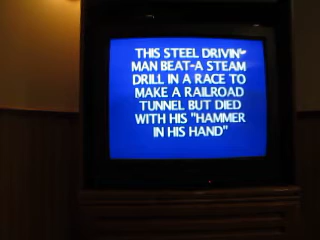 THIS STEEL DRIVIN'
MAN BEAT A STEAM
DRILL IN A RACE TO
MAKE A RAILROAD
TUNNEL BUT DIED
WITH HIS "HAMMER
IN HIS HAND"